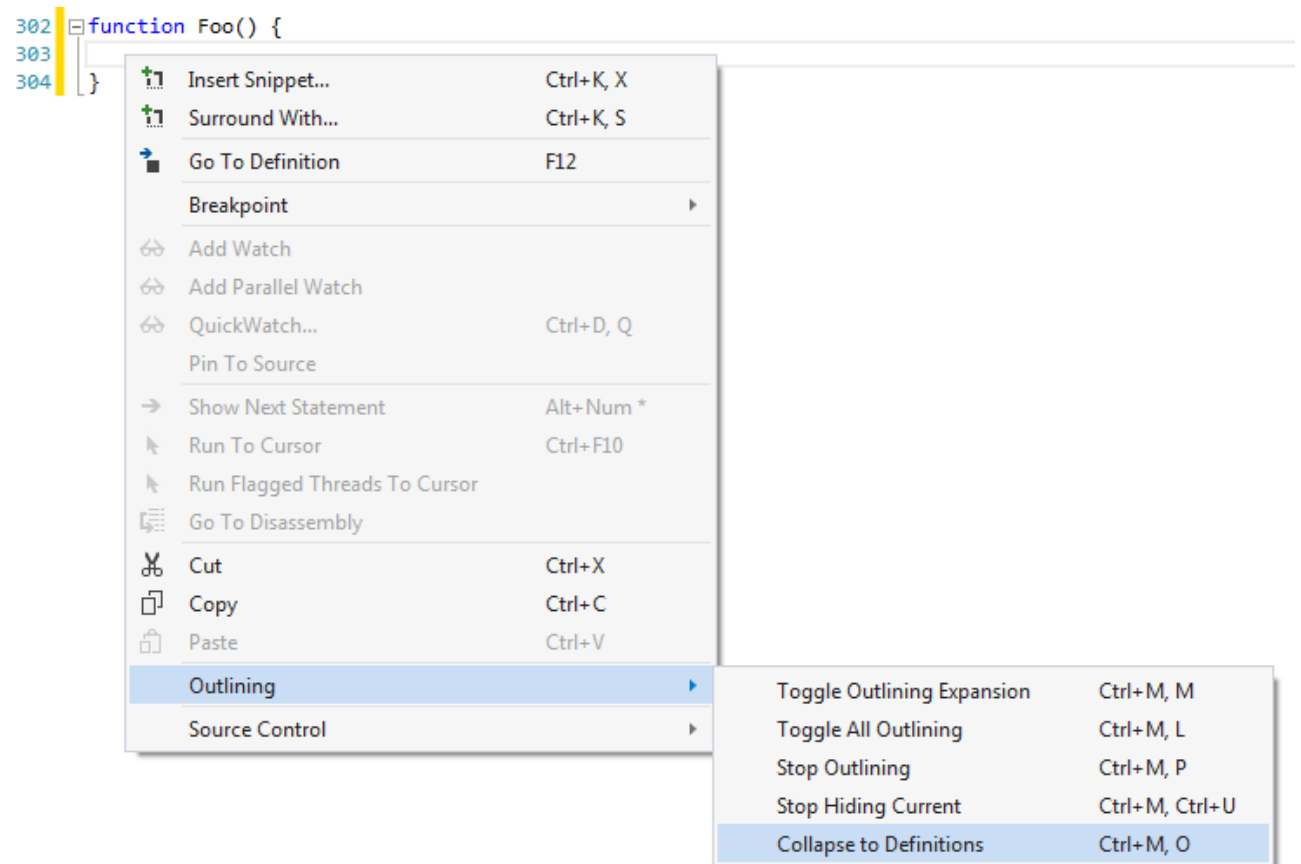 302 function Foo() {
303
304 }
Insert Snippet... Ctrl+K, X
Surround With... Ctrl+K, S
Go To Definition F12
Breakpoint
Add Watch
Add Parallel Watch
QuickWatch... Ctrl+D, Q
Pin To Source
Show Next Statement Alt+Num *
Run To Cursor Ctrl+F10
Run Flagged Threads To Cursor
Go To Disassembly
Cut Ctrl+X
Copy Ctrl+C
Paste Ctrl+V
Outlining
Source Control
Toggle Outlining Expansion Ctrl+M, M
Toggle All Outlining Ctrl+M, L
Stop Outlining Ctrl+M, P
Stop Hiding Current Ctrl+M, Ctrl+U
Collapse to Definitions Ctrl+M, O